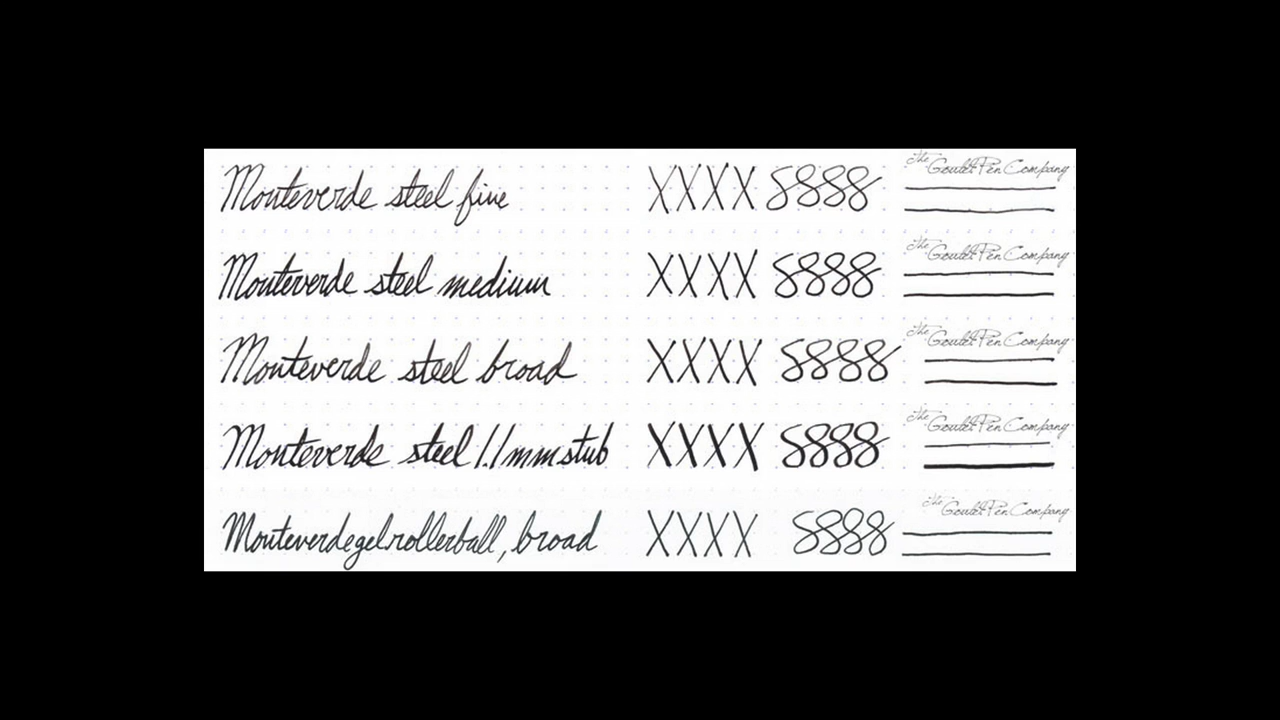 Monteverde steel fine XXXX 8888 The Goulet Pen Company
Monteverde steel medium XXXX 8888 The Goulet Pen Company
Monteverde steel broad XXXX 8888 The Goulet Pen Company
Monteverde steel 1.1mm stub XXXX 8888 The Goulet Pen Company
Monteverde gel rollerball, broad XXXX 8888 The Goulet Pen Company